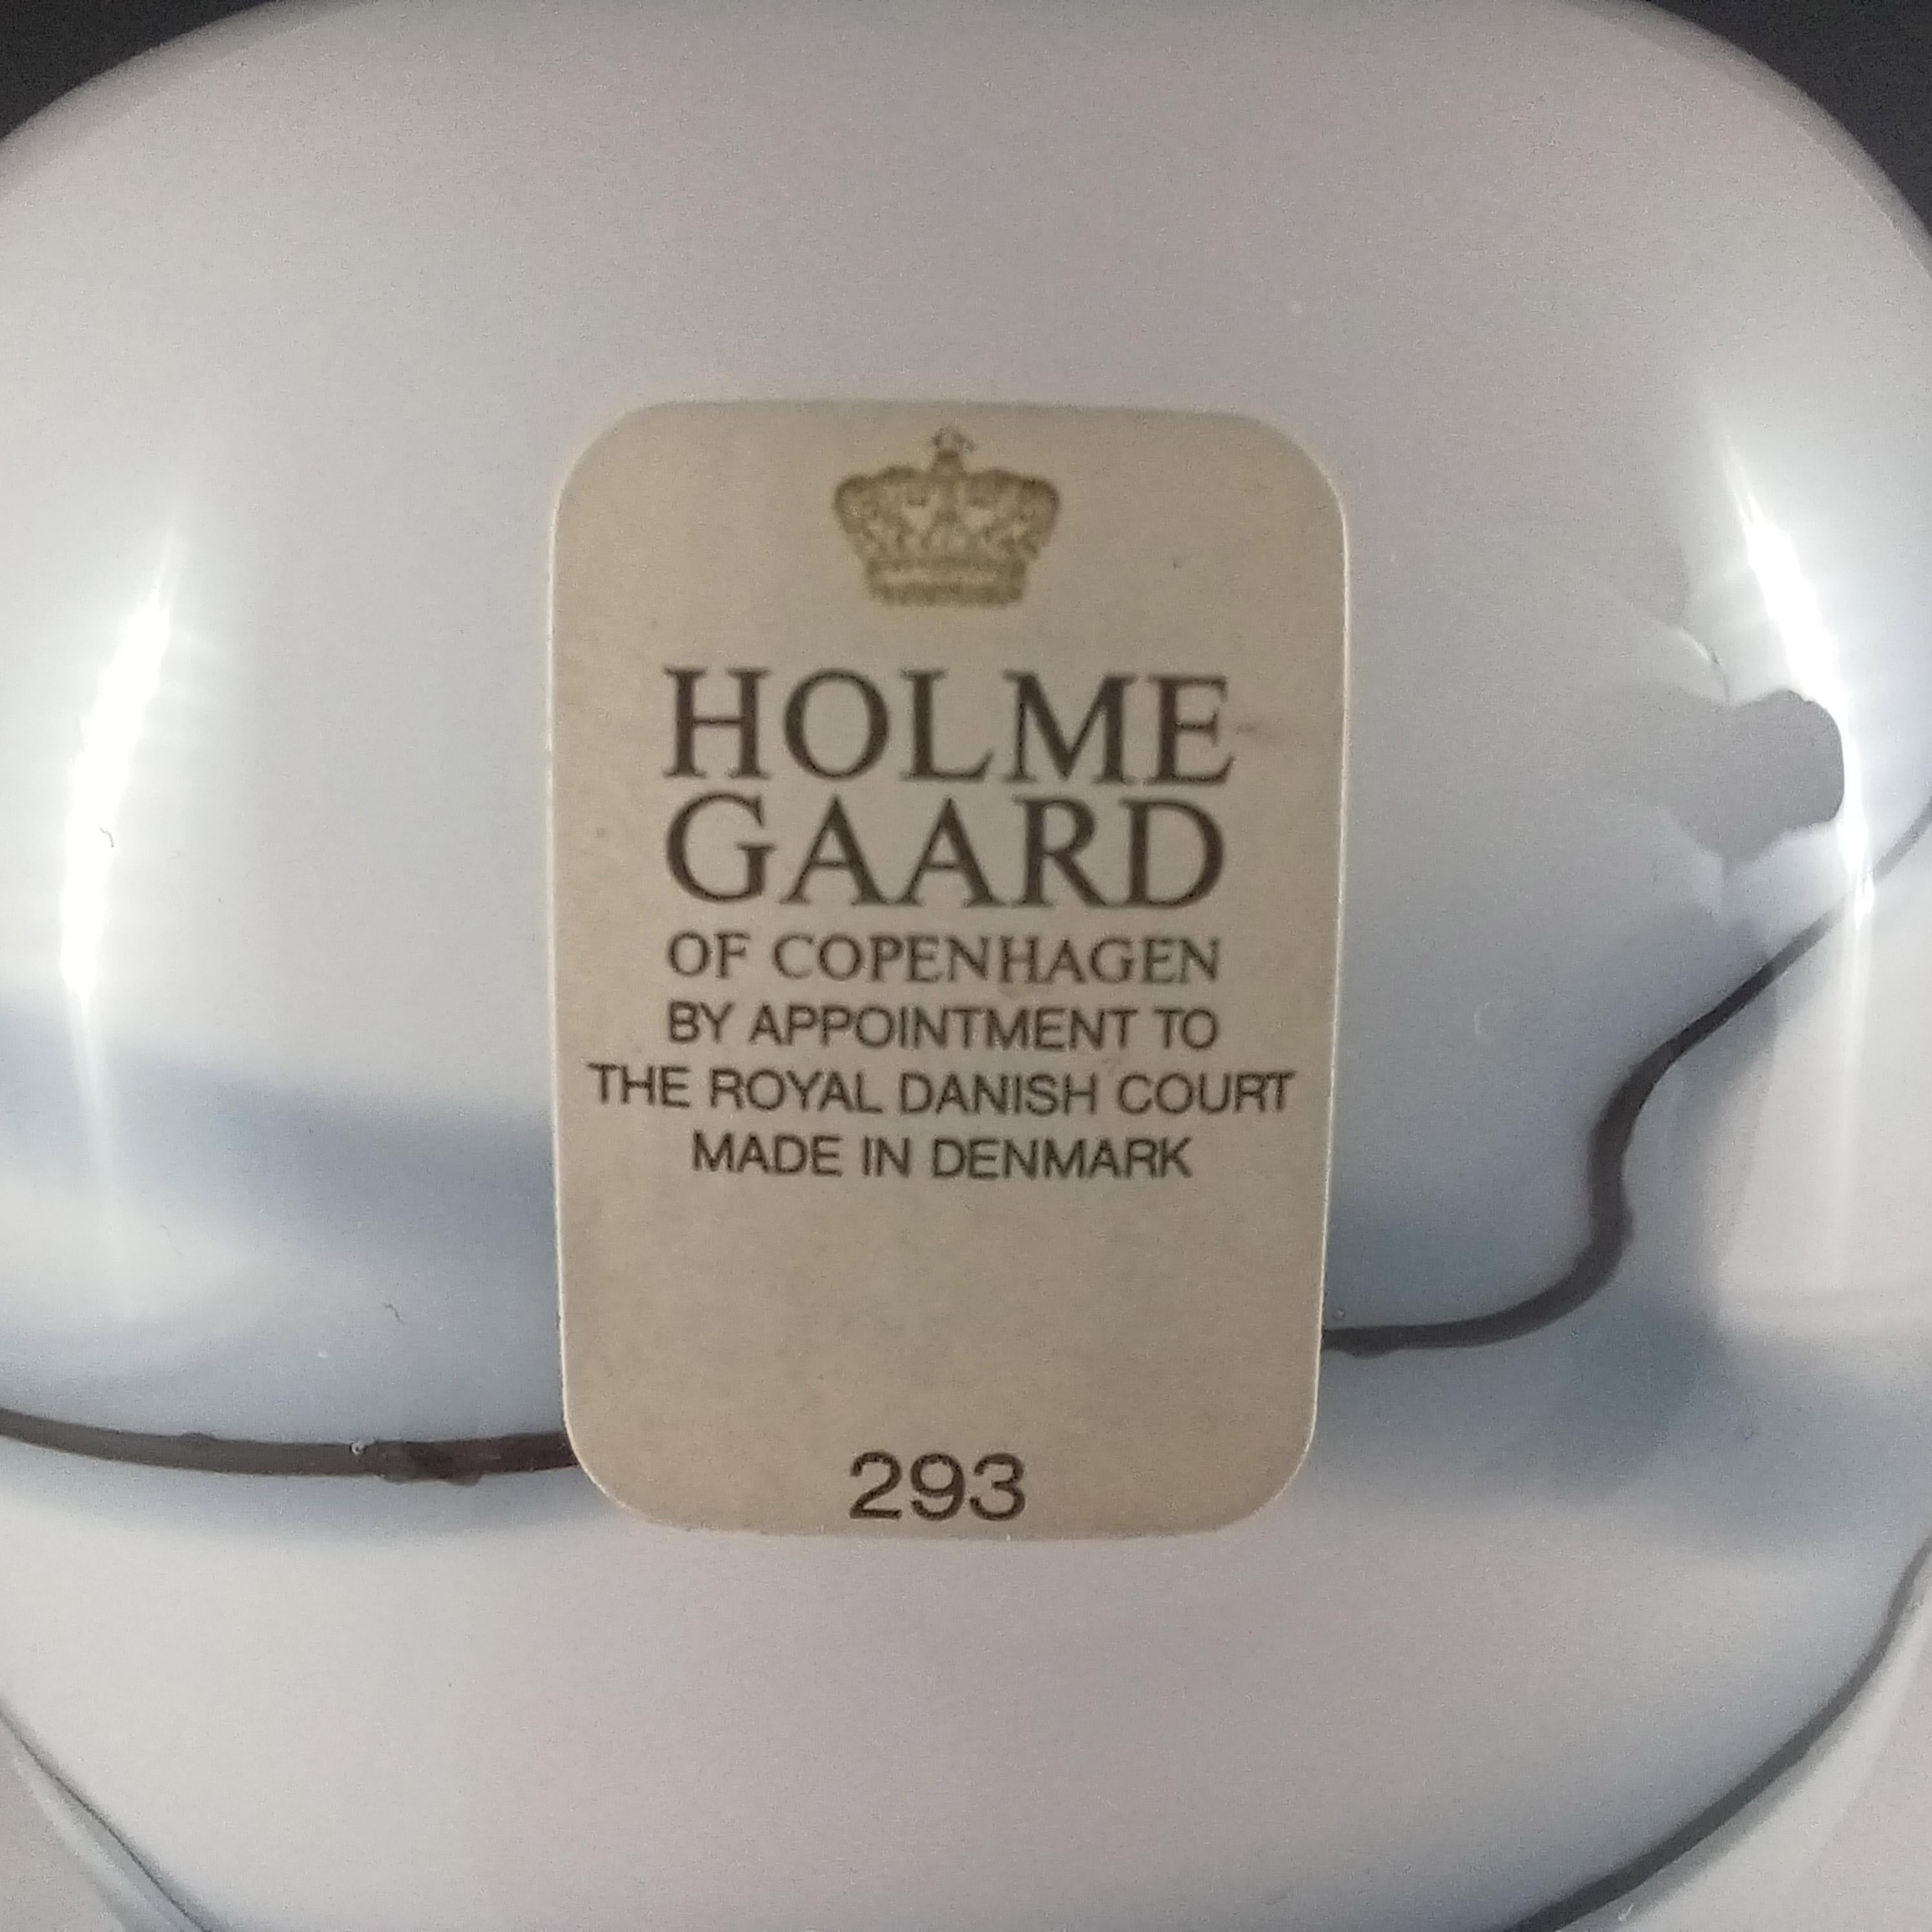 HOLME
GAARD
OF COPENHAGEN
BY APPOINTMENT TO
THE ROYAL DANISH COURT
MADE IN DENMARK
293